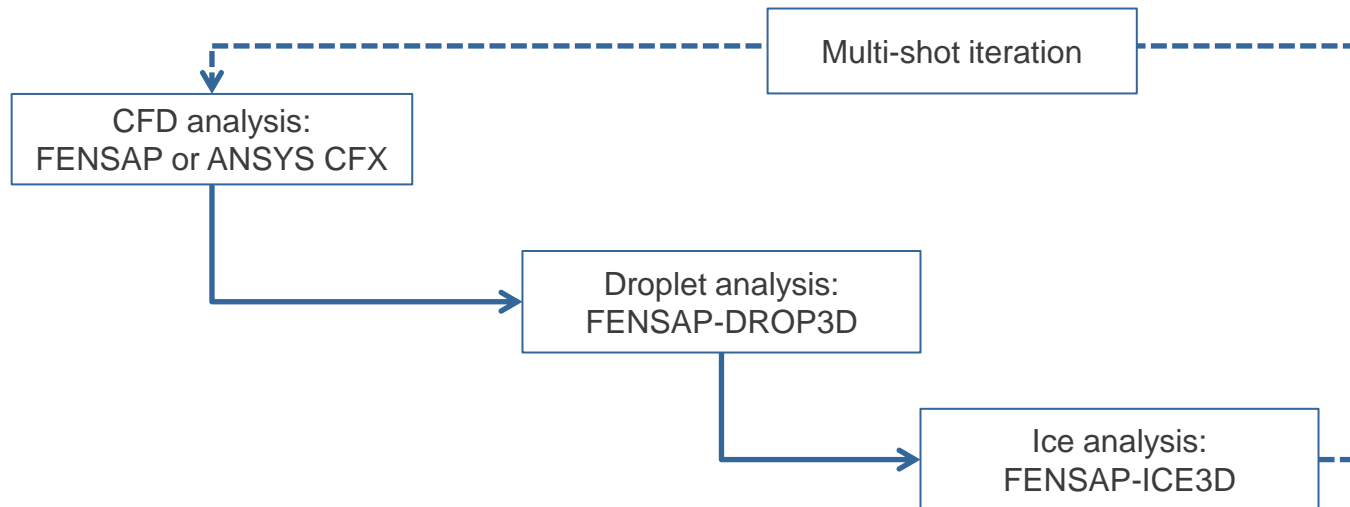 Multi-shot iteration
CFD analysis:
FENSAP or ANSYS CFX
Droplet analysis:
FENSAP-DROP3D
Ice analysis:
FENSAP-ICE3D